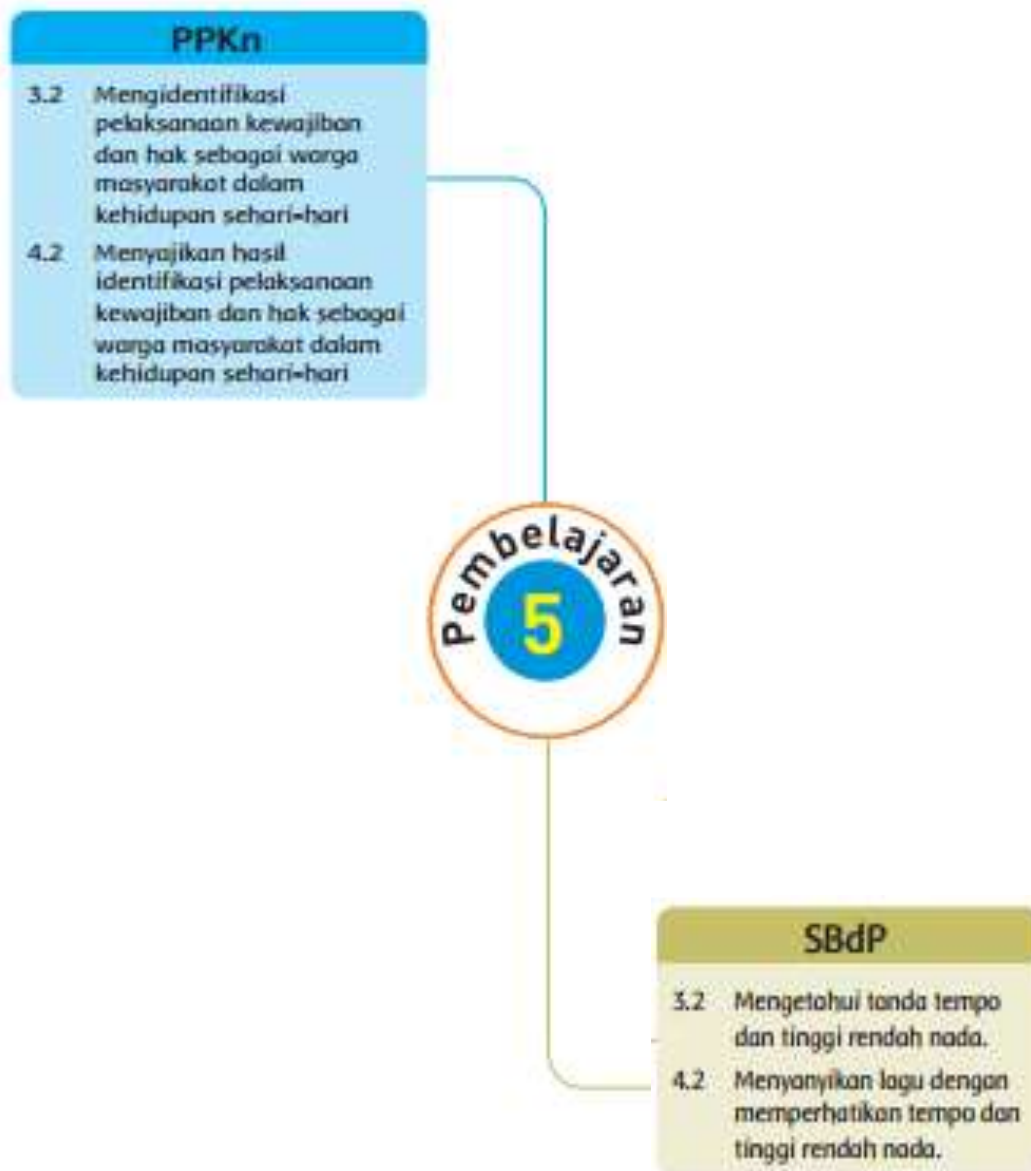 PPKn
3.2 Mengidentifikasi
pelaksanaan kewajiban
dan hak sebagai warga
masyarakat dalam
kehidupan sehari-hari
4.2 Menyajikan hasil
identifikasi pelaksanaan
kewajiban dan hak sebagai
warga masyarakat dalam
kehidupan sehari-hari
Pembelajaran
5
SBdP
3.2 Mengetahui tanda tempo
dan tinggi rendah nada.
4.2 Menyanyikan lagu dengan
memperhatikan tempo dan
tinggi rendah nada.